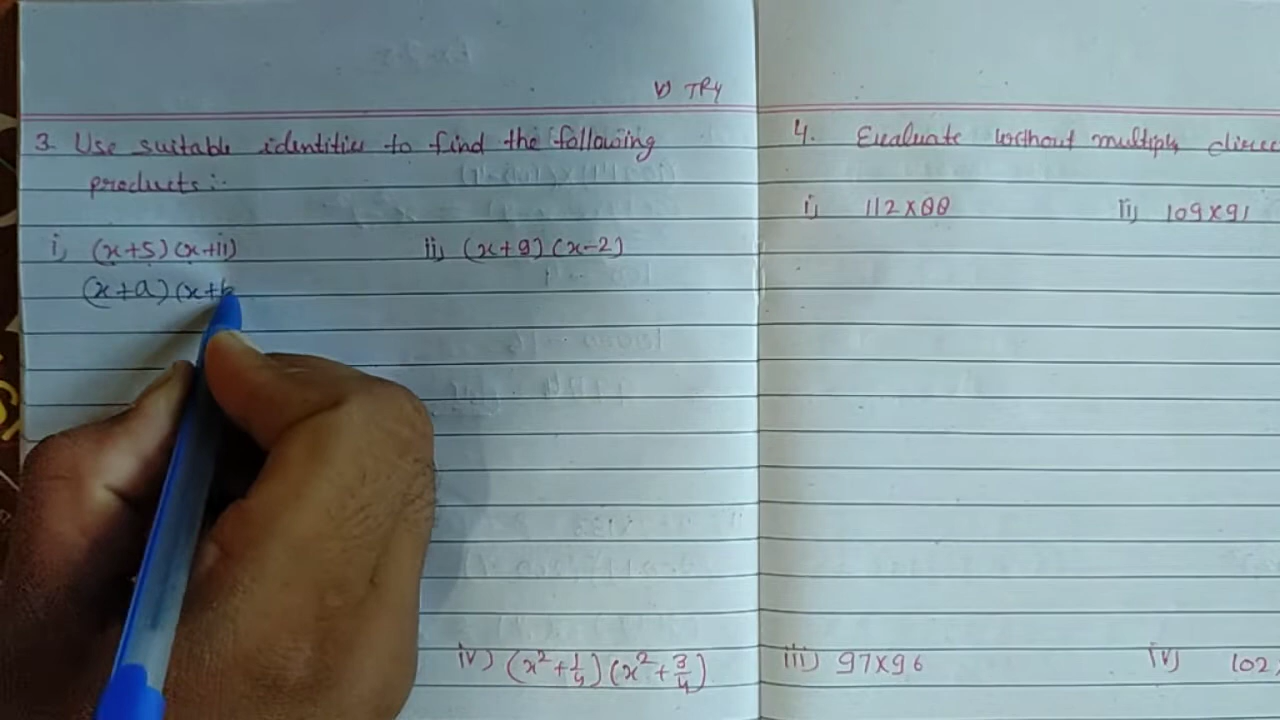 v) TRY
3. Use suitable identities to find the following
products:-
i) (x+5)(x+11)
ii) (x+9)(x-2)
(x+a)(x+b
iv) (x²+1/4)(x²+3/4)
4. Evaluate without multiply direc
i) 112×88
ii) 109×91
iii) 97×96
iv) 102